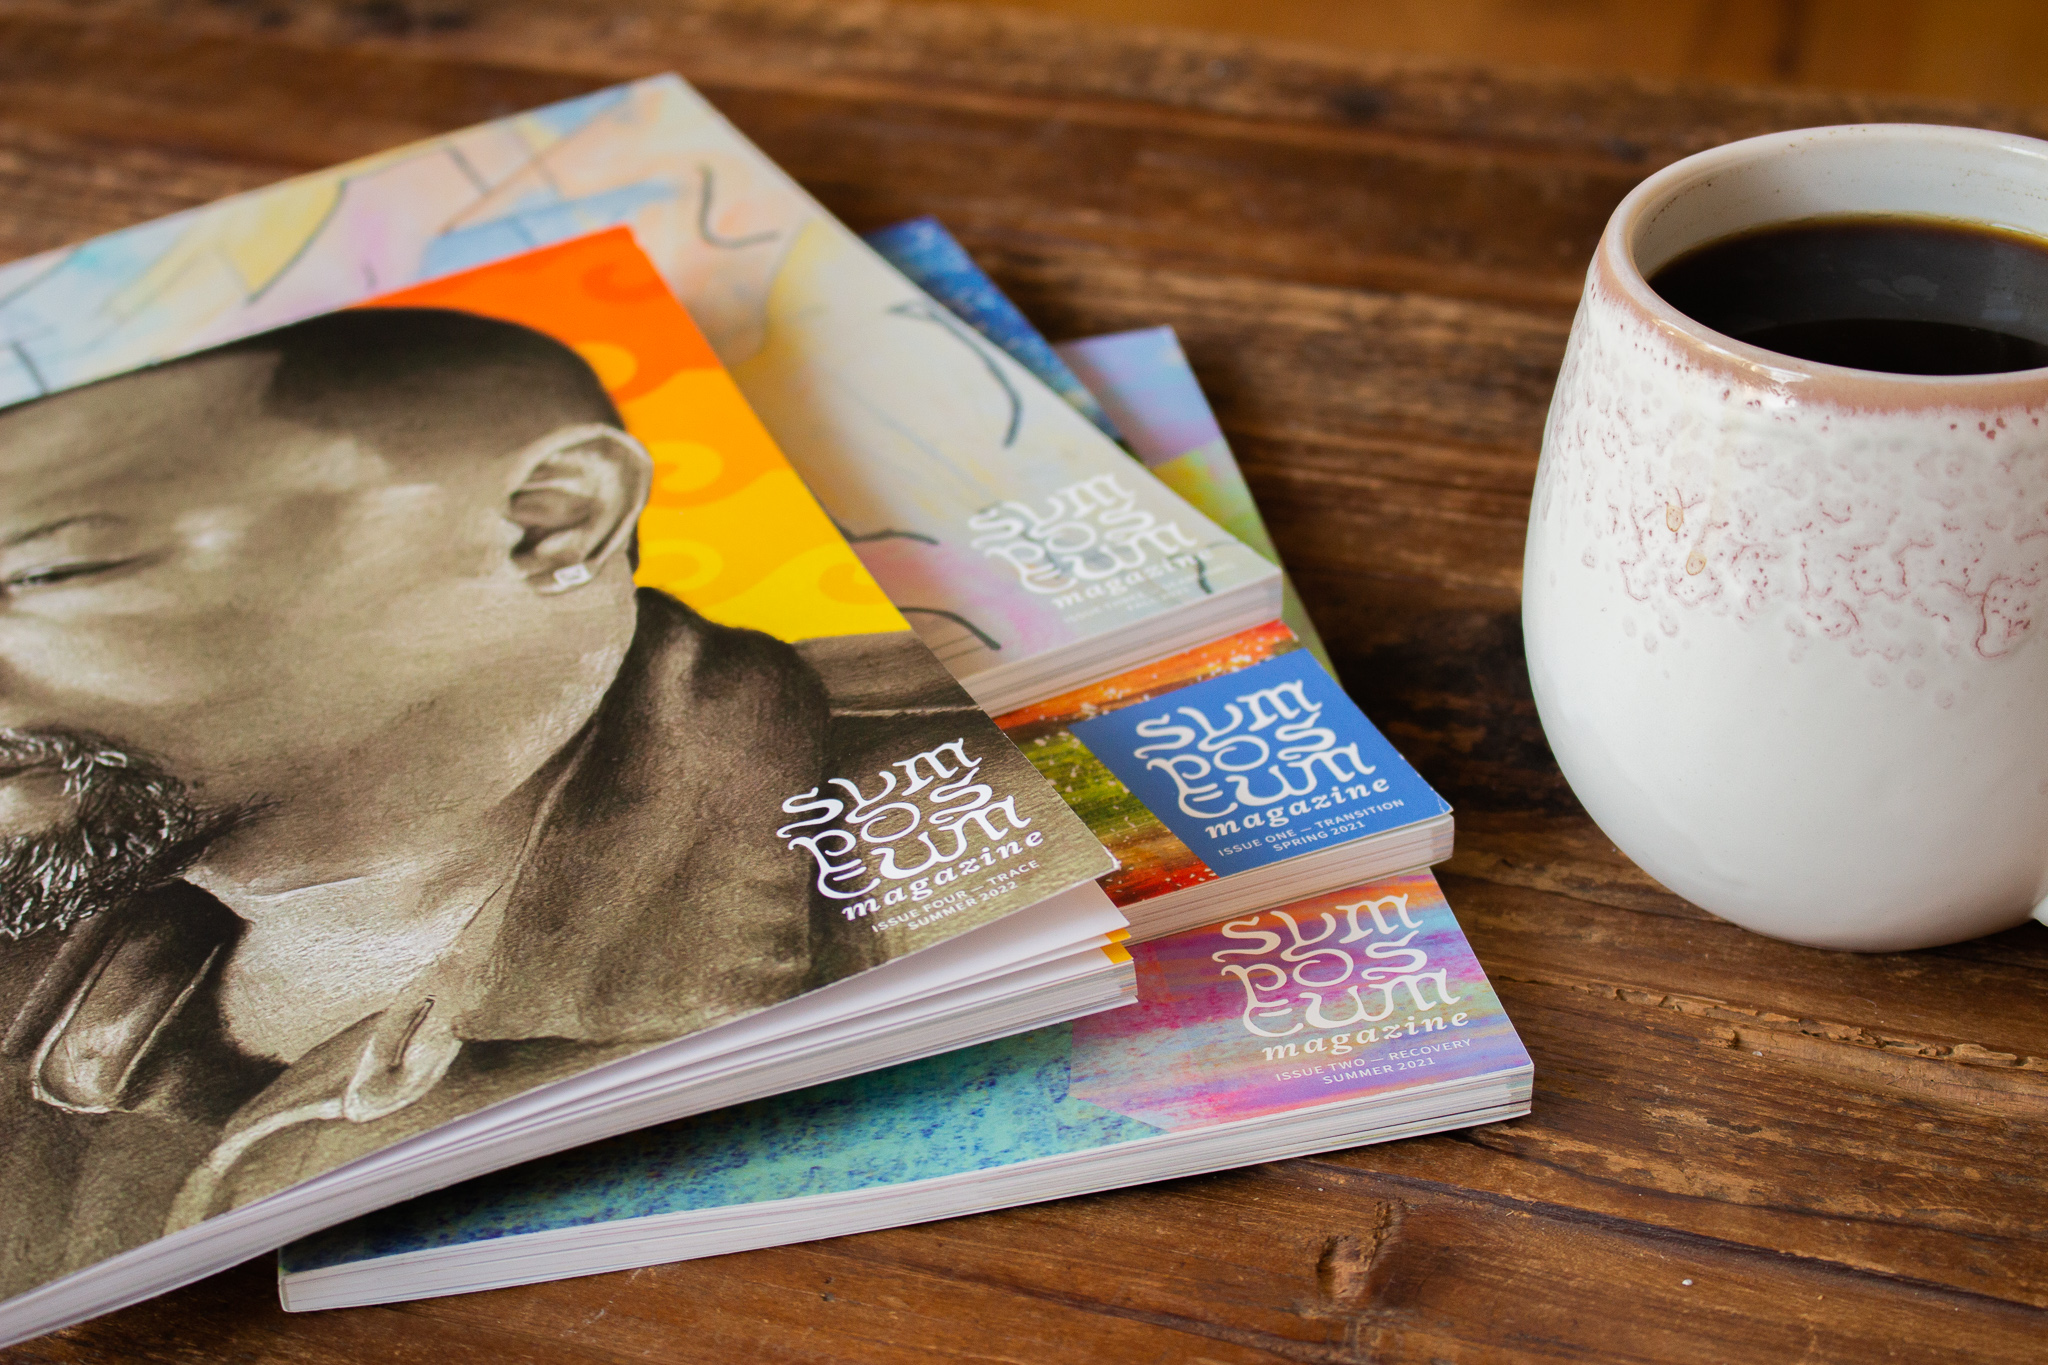 SYM
POS
EUM
magazine
SYM
POS
EUM
magazine
ISSUE ONE — TRANSITION
SPRING 2021
SYM
POS
EUM
magazine
ISSUE FOUR — TRACE
SUMMER 2022
SYM
POS
EUM
magazine
ISSUE TWO — RECOVERY
SUMMER 2021